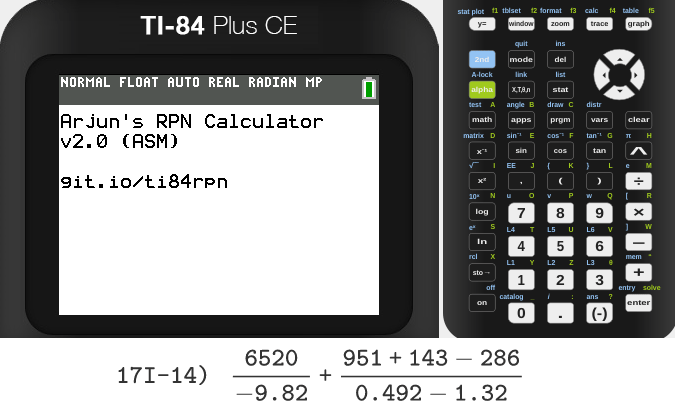 TI-84 Plus CE
NORMAL FLOAT AUTO REAL RADIAN MP
Arjun's RPN Calculator
v2.0 (ASM)
git.io/ti84rpn
stat plot f1 tblset f2 format f3 calc f4 table f5
y= window zoom trace graph
quit ins
2nd mode del
A-lock link list
alpha X,T,θ,n stat
test A angle B draw C distr
math apps prgm vars clear
matrix D sin⁻¹ E cos⁻¹ F tan⁻¹ G π H
x⁻¹ sin cos tan ^
√‾ I EE J { K } L e M
x² , ( ) ÷
10ˣ N u O v P w Q [ R
log 7 8 9 ×
eˣ S L4 T L5 U L6 V ] W
ln 4 5 6 —
rcl X L1 Y L2 Z L3 θ mem "
sto→ 1 2 3 +
off catalog _ i : ans ? entry solve
on 0 . (-) enter
17I-14) 6520/−9.82 + (951 + 143 − 286)/(0.492 − 1.32)